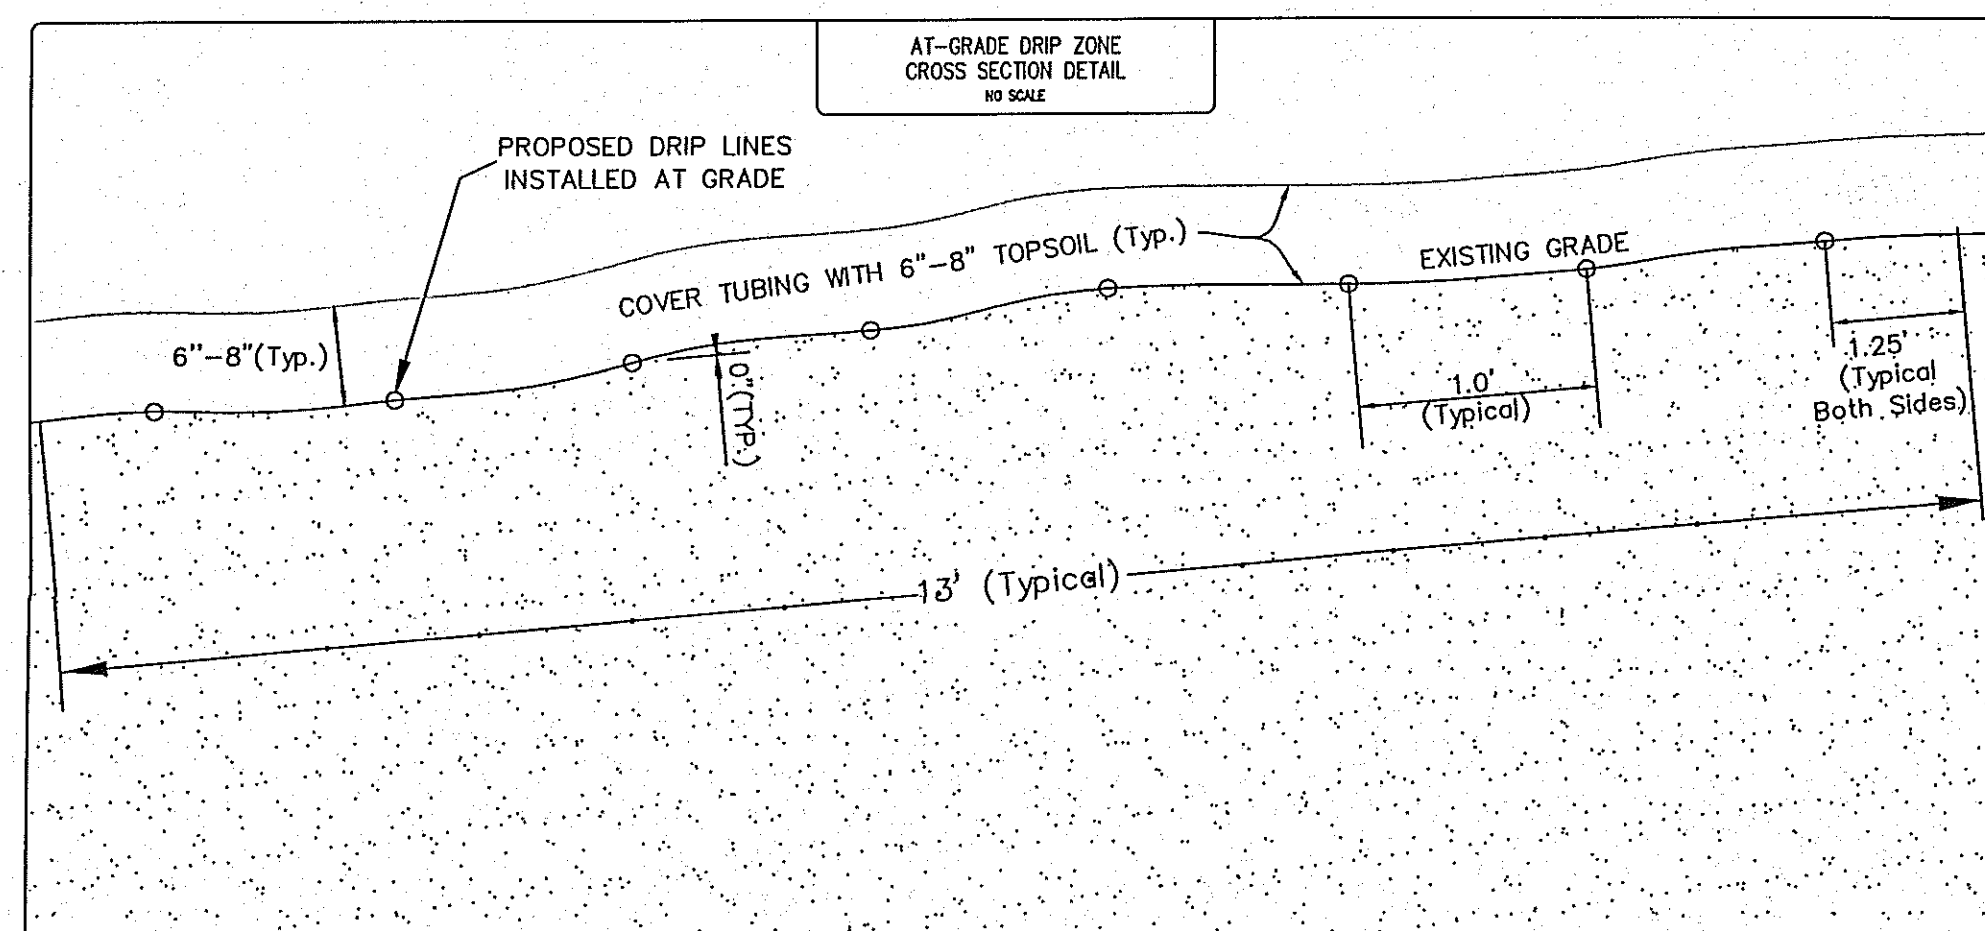 AT-GRADE DRIP ZONE
CROSS SECTION DETAIL
NO SCALE
PROPOSED DRIP LINES
INSTALLED AT GRADE
COVER TUBING WITH 6"-8" TOPSOIL (Typ.)
EXISTING GRADE
6"-8"(Typ.)
0"(TYP.)
1.0'
(Typical)
1.25'
(Typical
Both Sides)
13' (Typical)